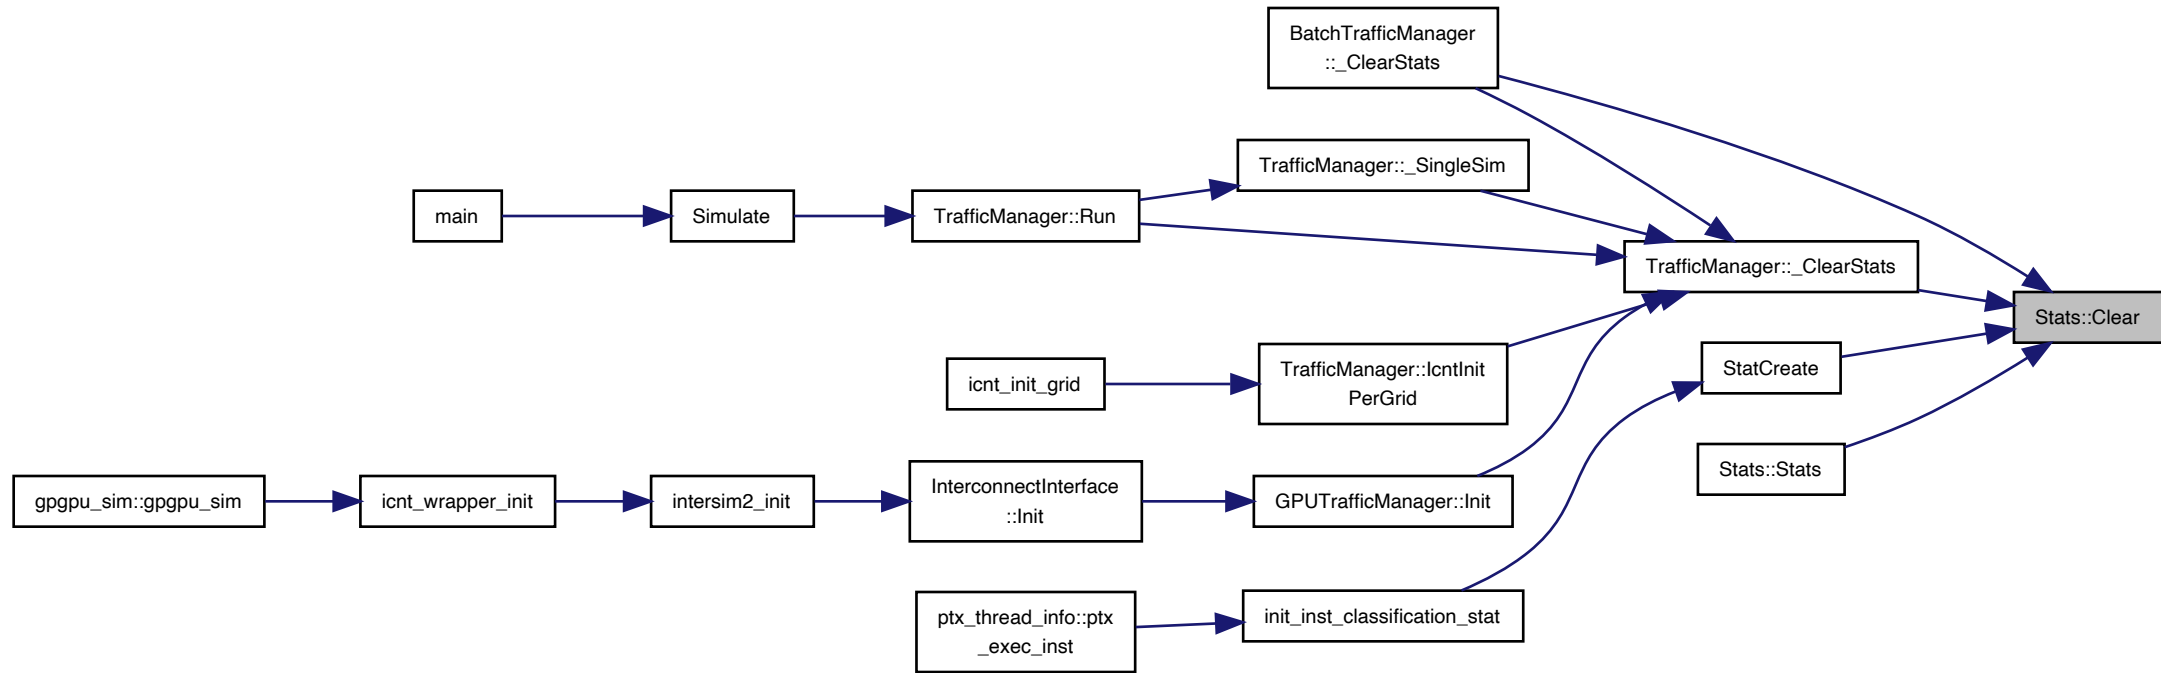 BatchTrafficManager
::_ClearStats
TrafficManager::_SingleSim
main
Simulate
TrafficManager::Run
TrafficManager::_ClearStats
Stats::Clear
icnt_init_grid
TrafficManager::IcntInit
PerGrid
StatCreate
Stats::Stats
gpgpu_sim::gpgpu_sim
icnt_wrapper_init
intersim2_init
InterconnectInterface
::Init
GPUTrafficManager::Init
ptx_thread_info::ptx
_exec_inst
init_inst_classification_stat